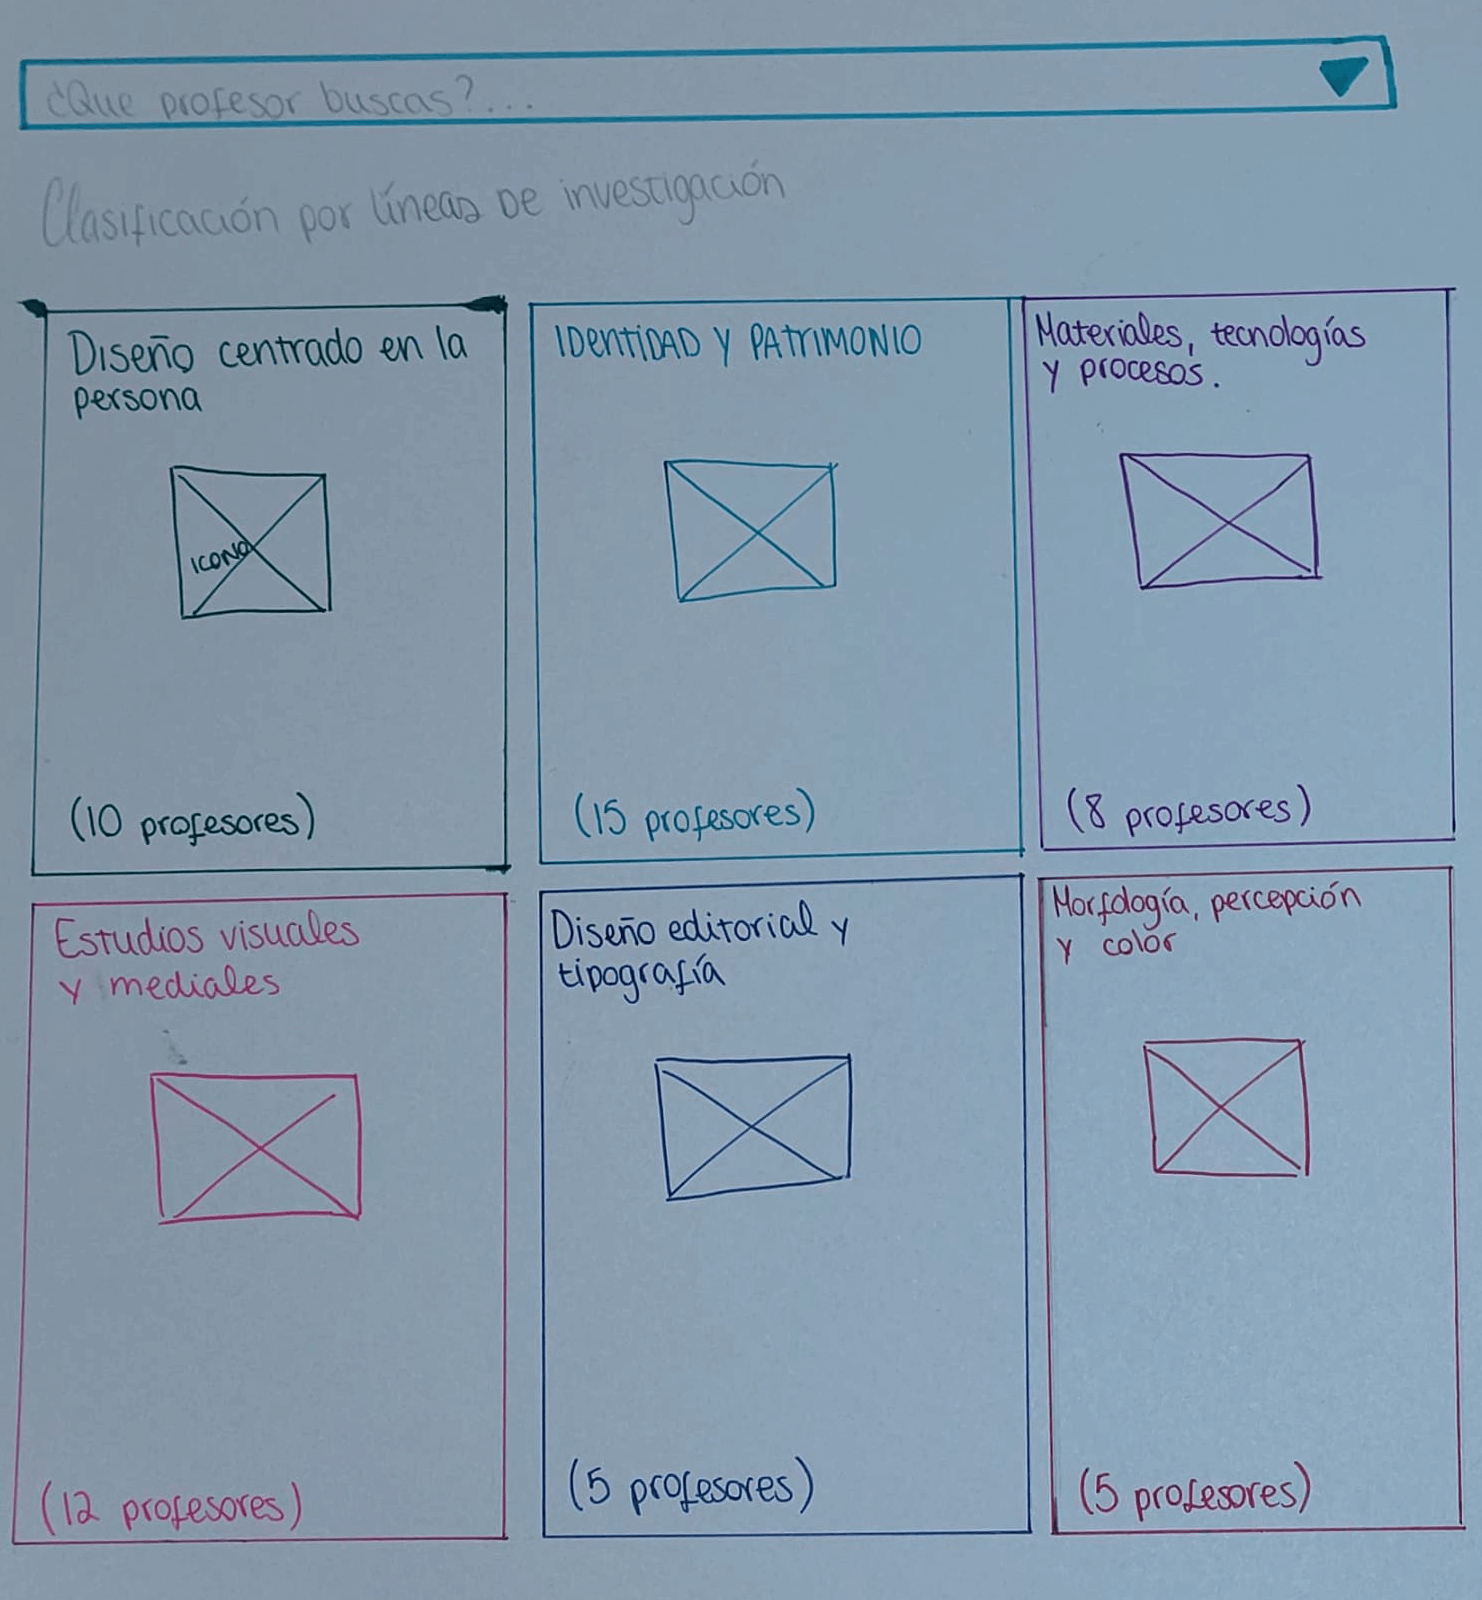 ¿Que profesor buscas?...
Clasificación por líneas DE investigación
Diseño centrado en la
persona
ICONO
(10 profesores)
IDentIDAD y PAtrIMONIO
(15 profesores)
Materiales, tecnologías
y procesos.
(8 profesores)
Estudios visuales
y mediales
(12 profesores)
Diseño editorial y
tipografía
(5 profesores)
Morfología, percepción
y color
(5 profesores)